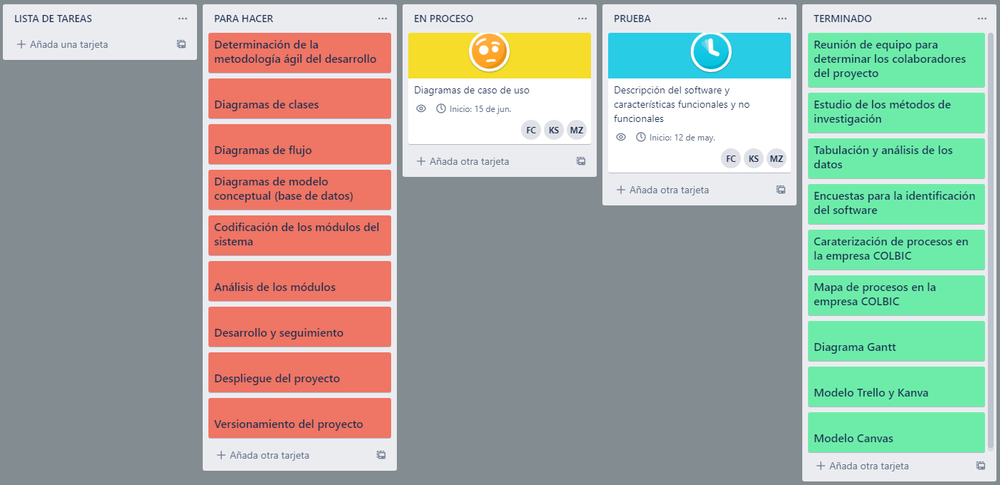 LISTA DE TAREAS
Añada una tarjeta
PARA HACER
Determinación de la
metodología ágil del desarrollo
Diagramas de clases
Diagramas de flujo
Diagramas de modelo
conceptual (base de datos)
Codificación de los módulos del
sistema
Análisis de los módulos
Desarrollo y seguimiento
Despliegue del proyecto
Versionamiento del proyecto
Añada otra tarjeta
EN PROCESO
Diagramas de caso de uso
Inicio: 15 de jun.
FC KS MZ
Añada otra tarjeta
PRUEBA
Descripción del software y
características funcionales y no
funcionales
Inicio: 12 de may.
FC KS MZ
Añada otra tarjeta
TERMINADO
Reunión de equipo para
determinar los colaboradores
del proyecto
Estudio de los métodos de
investigación
Tabulación y análisis de los
datos
Encuestas para la identificación
del software
Caraterización de procesos en
la empresa COLBIC
Mapa de procesos en la
empresa COLBIC
Diagrama Gantt
Modelo Trello y Kanva
Modelo Canvas
Añada otra tarjeta